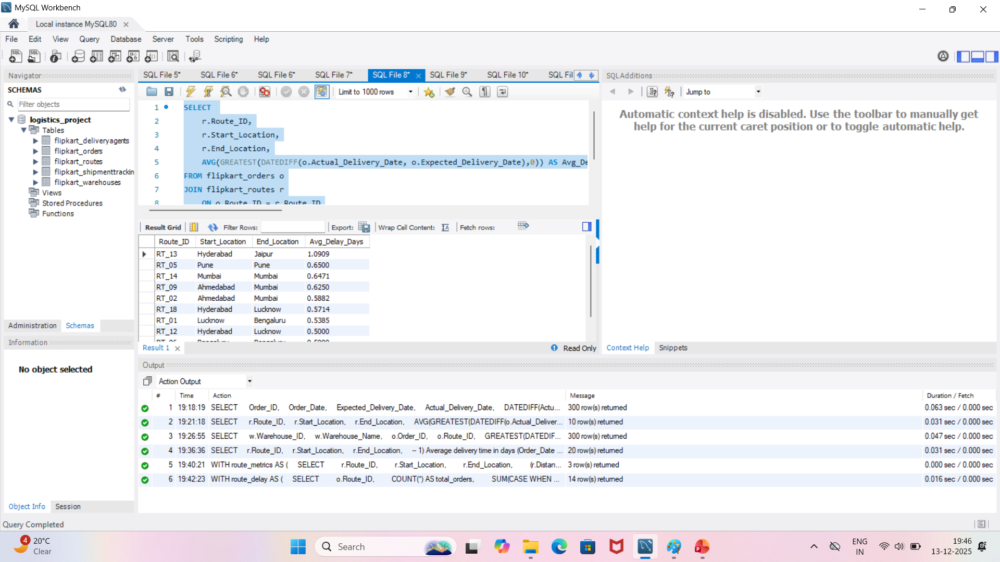 MySQL Workbench
Local instance MySQL80
File Edit View Query Database Server Tools Scripting Help
Navigator
SCHEMAS
Filter objects
logistics_project
Tables
flipkart_deliveryagents
flipkart_orders
flipkart_routes
flipkart_shipmenttrackin
flipkart_warehouses
Views
Stored Procedures
Functions
Administration Schemas
Information
No object selected
Object Info Session
SQL File 5* SQL File 6* SQL File 6* SQL File 7* SQL File 8* SQL File 9* SQL File 10* SQL Fil
Limit to 1000 rows
1 SELECT
2 r.Route_ID,
3 r.Start_Location,
4 r.End_Location,
5 AVG(GREATEST(DATEDIFF(o.Actual_Delivery_Date, o.Expected_Delivery_Date),0)) AS Avg_De
6 FROM flipkart_orders o
7 JOIN flipkart_routes r
8 ON o.Route_ID = r.Route_ID
Result Grid Filter Rows: Export: Wrap Cell Content: Fetch rows:
Route_ID Start_Location End_Location Avg_Delay_Days
RT_13 Hyderabad Jaipur 1.0909
RT_05 Pune Pune 0.6500
RT_14 Mumbai Mumbai 0.6471
RT_09 Ahmedabad Mumbai 0.6250
RT_02 Ahmedabad Mumbai 0.5882
RT_18 Hyderabad Lucknow 0.5714
RT_01 Lucknow Bengaluru 0.5385
RT_12 Hyderabad Lucknow 0.5000
Result 1
Read Only
SQLAdditions
Jump to
Automatic context help is disabled. Use the toolbar to manually get
help for the current caret position or to toggle automatic help.
Context Help Snippets
Output
Action Output
# Time Action Message Duration / Fetch
1 19:18:19 SELECT Order_ID, Order_Date, Expected_Delivery_Date, Actual_Delivery_Date, DATEDIFF(Actu... 300 row(s) returned 0.063 sec / 0.000 sec
2 19:21:18 SELECT r.Route_ID, r.Start_Location, r.End_Location, AVG(GREATEST(DATEDIFF(o.Actual_Deliver... 10 row(s) returned 0.031 sec / 0.000 sec
3 19:26:55 SELECT w.Warehouse_ID, w.Warehouse_Name, o.Order_ID, o.Route_ID, GREATEST(DATEDIF... 300 row(s) returned 0.047 sec / 0.000 sec
4 19:36:36 SELECT r.Route_ID, r.Start_Location, r.End_Location, -- 1) Average delivery time in days (Order_Date ... 20 row(s) returned 0.031 sec / 0.000 sec
5 19:40:21 WITH route_metrics AS ( SELECT r.Route_ID, r.Start_Location, r.End_Location, (r.Distan... 3 row(s) returned 0.000 sec / 0.000 sec
6 19:42:23 WITH route_delay AS ( SELECT o.Route_ID, COUNT(*) AS total_orders, SUM(CASE WHEN ... 14 row(s) returned 0.016 sec / 0.000 sec
Query Completed
4
20°C
Clear
Search
ENG
IN
19:46
13-12-2025